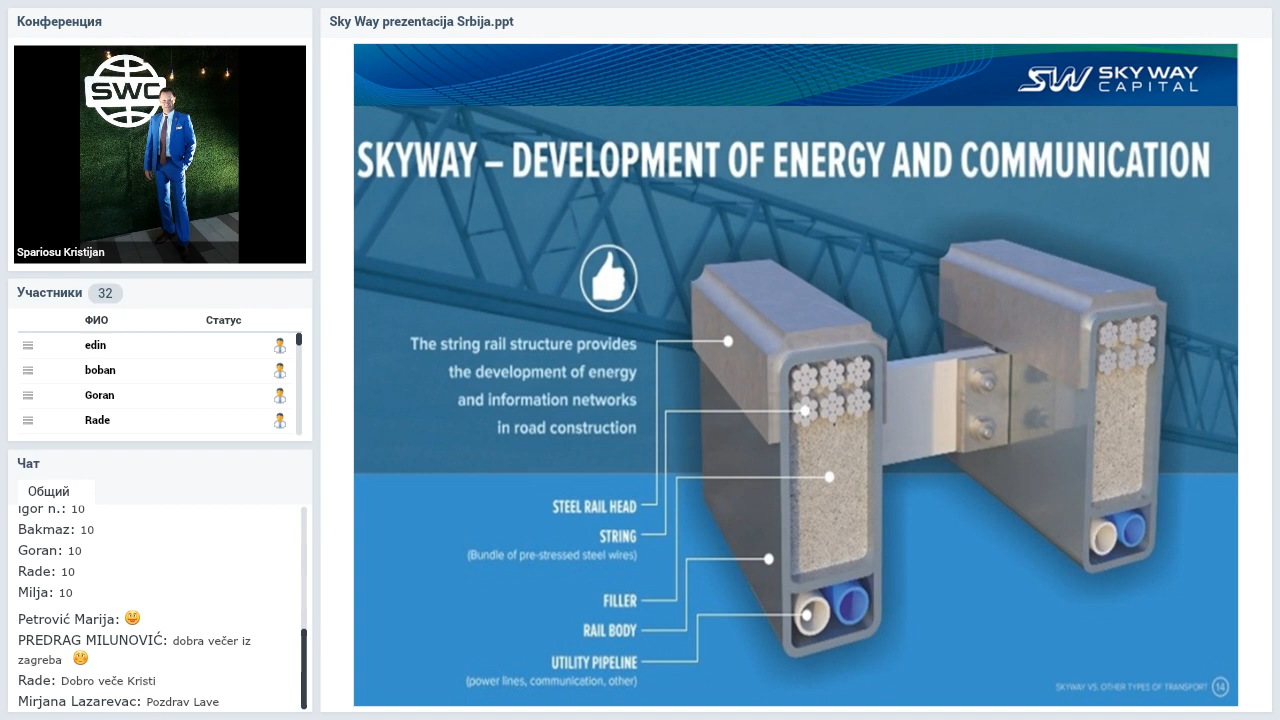 Конференция
SWC
Spariosu Kristijan
Участники 32
ФИО Статус
edin
boban
Goran
Rade
Чат
Общий
igor n.: 10
Bakmaz: 10
Goran: 10
Rade: 10
Milja: 10
Petrović Marija:
PREDRAG MILUNOVIĆ: dobra večer iz
zagreba
Rade: Dobro veče Kristi
Mirjana Lazarevac: Pozdrav Lave
Sky Way prezentacija Srbija.ppt
SW SKY WAY
CAPITAL
SKYWAY – DEVELOPMENT OF ENERGY AND COMMUNICATION
The string rail structure provides
the development of energy
and information networks
in road construction
STEEL RAIL HEAD
STRING
(Bundle of pre-stressed steel wires)
FILLER
RAIL BODY
UTILITY PIPELINE
(power lines, communication, other)
SKYWAY VS. OTHER TYPES OF TRANSPORT 14